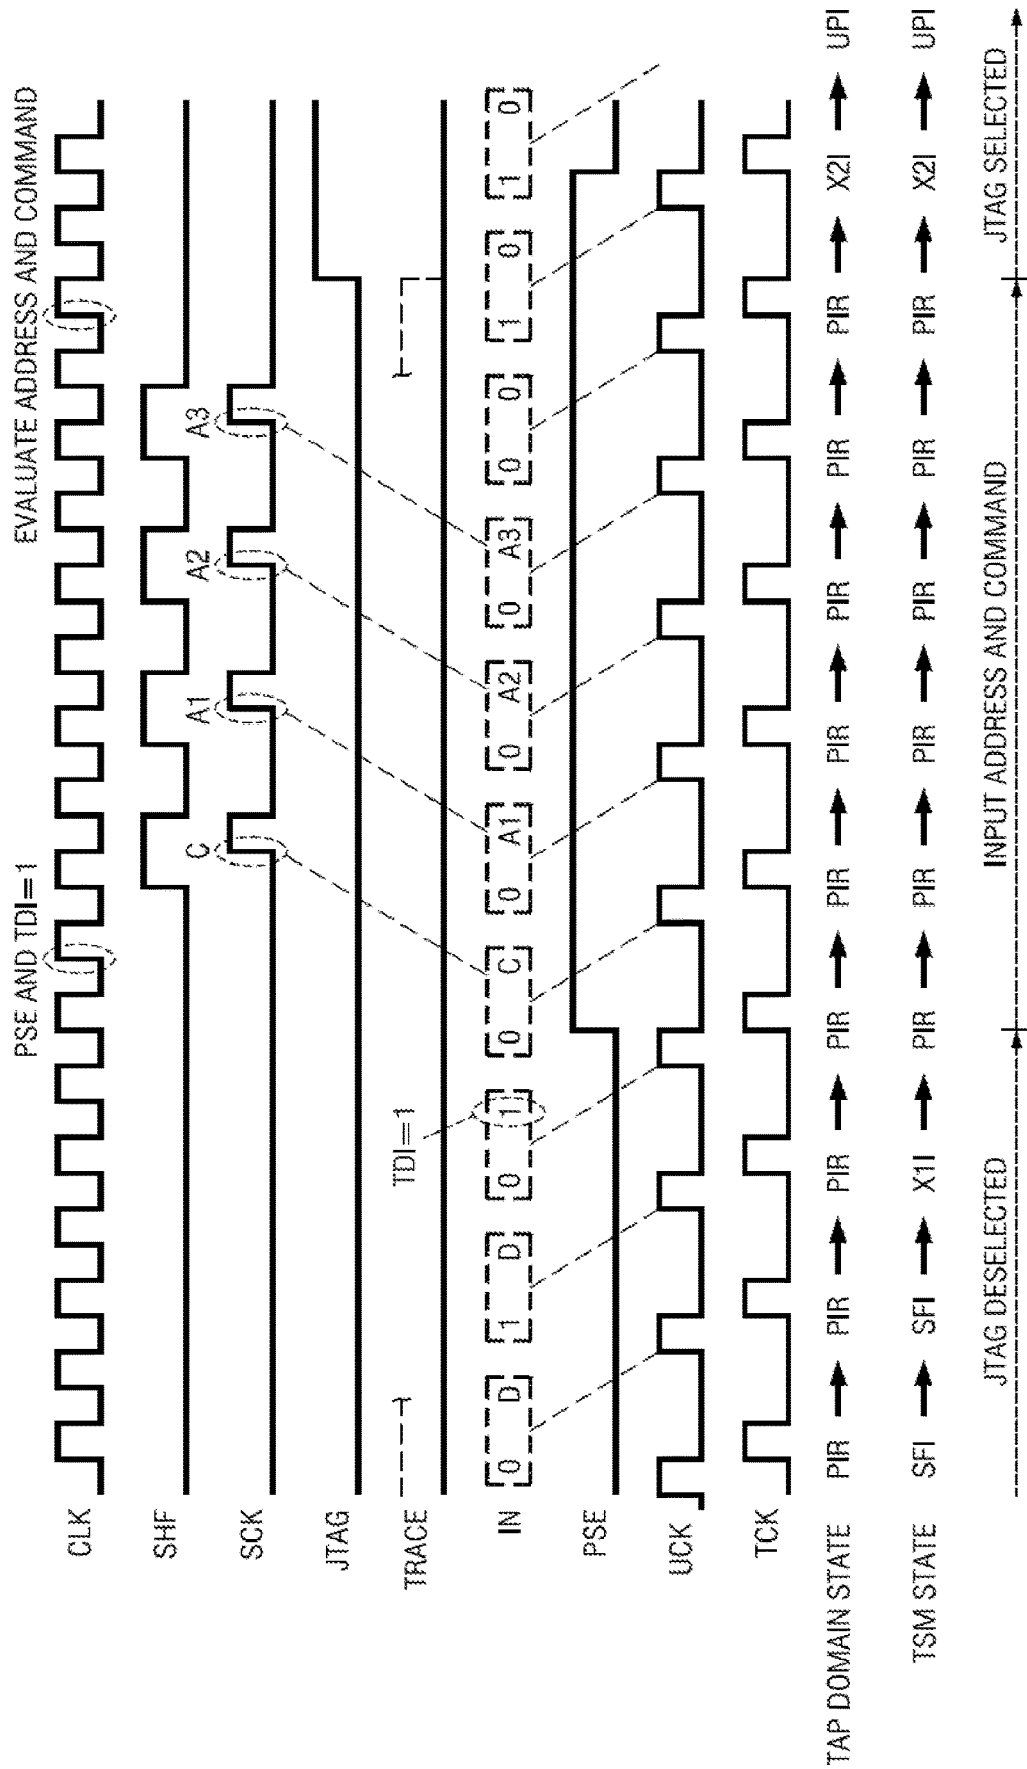 PSE AND TDI=1 EVALUATE ADDRESS AND COMMAND
CLK
SHF
C A1 A2 A3
SCK
JTAG
TRACE TDI=1
IN 0 D 1 D 0 1 0 C 0 A1 0 A2 0 A3 0 0 1 0 1 0
PSE
UCK
TCK
TAP DOMAIN STATE PIR PIR PIR PIR PIR PIR PIR PIR PIR X2I UPI
TSM STATE SFI SFI X1I PIR PIR PIR PIR PIR PIR X2I UPI
JTAG DESELECTED INPUT ADDRESS AND COMMAND JTAG SELECTED